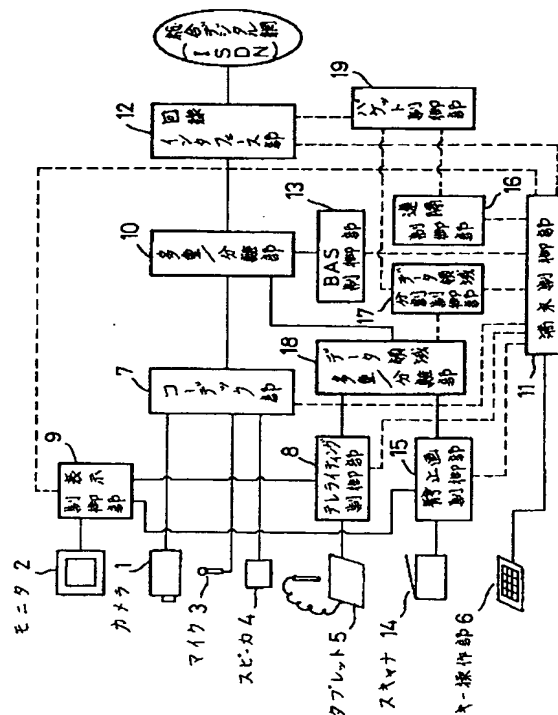 モニタ 2
カメラ 1
マイク 3
スピーカ 4
タブレット 5
スキャナ 14
キー操作部 6
9
表示
制御部
7
コーデック
部
8
テレライティング
制御部
15
静止画
制御部
18
データ領域
多重/分離部
10
多重/分離部
13
BAS
制御部
17
データ領域
分割制御部
16
遠隔
制御部
11
端末制御部
12
回線
インタフェース部
19
パケット
制御部
総合デジタル網
(ISDN)